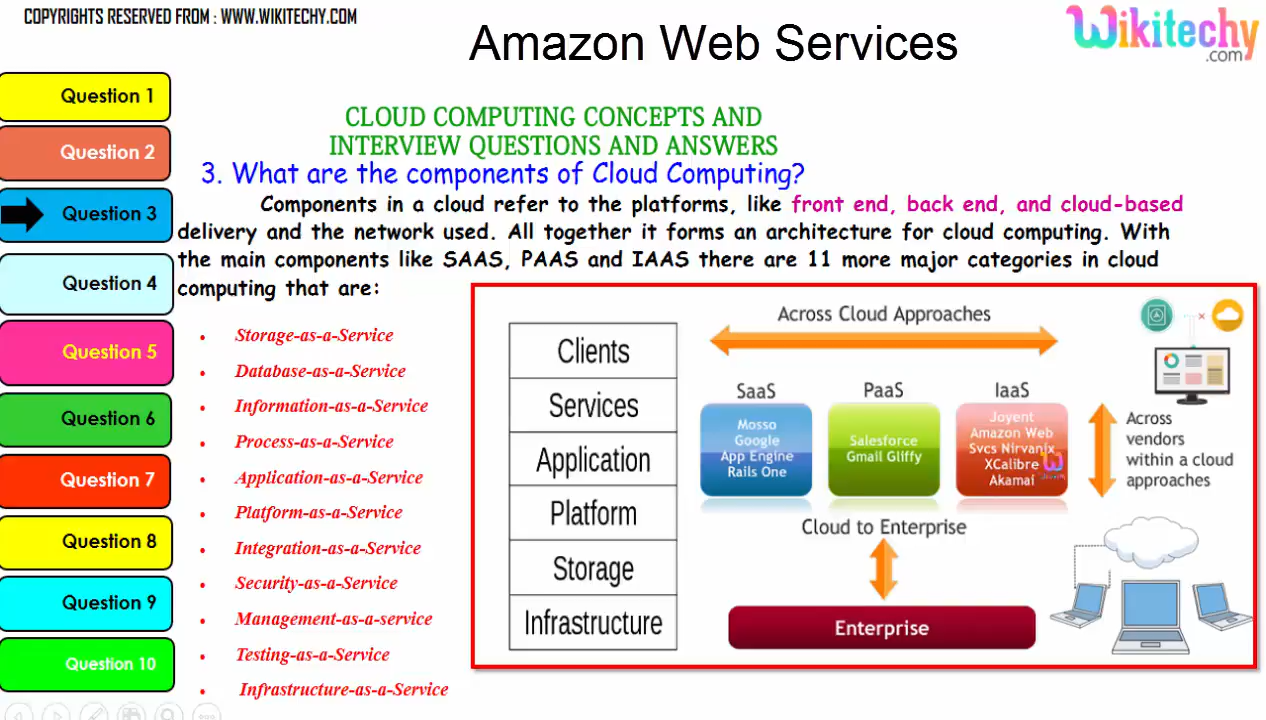 COPYRIGHTS RESERVED FROM : WWW.WIKITECHY.COM
Amazon Web Services
Wikitechy
.com
Question 1
Question 2
Question 3
Question 4
Question 5
Question 6
Question 7
Question 8
Question 9
Question 10
CLOUD COMPUTING CONCEPTS AND
INTERVIEW QUESTIONS AND ANSWERS
3. What are the components of Cloud Computing?
Components in a cloud refer to the platforms, like front end, back end, and cloud-based
delivery and the network used. All together it forms an architecture for cloud computing. With
the main components like SAAS, PAAS and IAAS there are 11 more major categories in cloud
computing that are:
• Storage-as-a-Service
• Database-as-a-Service
• Information-as-a-Service
• Process-as-a-Service
• Application-as-a-Service
• Platform-as-a-Service
• Integration-as-a-Service
• Security-as-a-Service
• Management-as-a-service
• Testing-as-a-Service
• Infrastructure-as-a-Service
Clients
Services
Application
Platform
Storage
Infrastructure
Across Cloud Approaches
SaaS
Mosso
Google
App Engine
Rails One
PaaS
Salesforce
Gmail Gliffy
IaaS
Joyent
Amazon Web
Svcs Nirvanix
XCalibre
Akamai
Across
vendors
within a cloud
approaches
Cloud to Enterprise
Enterprise